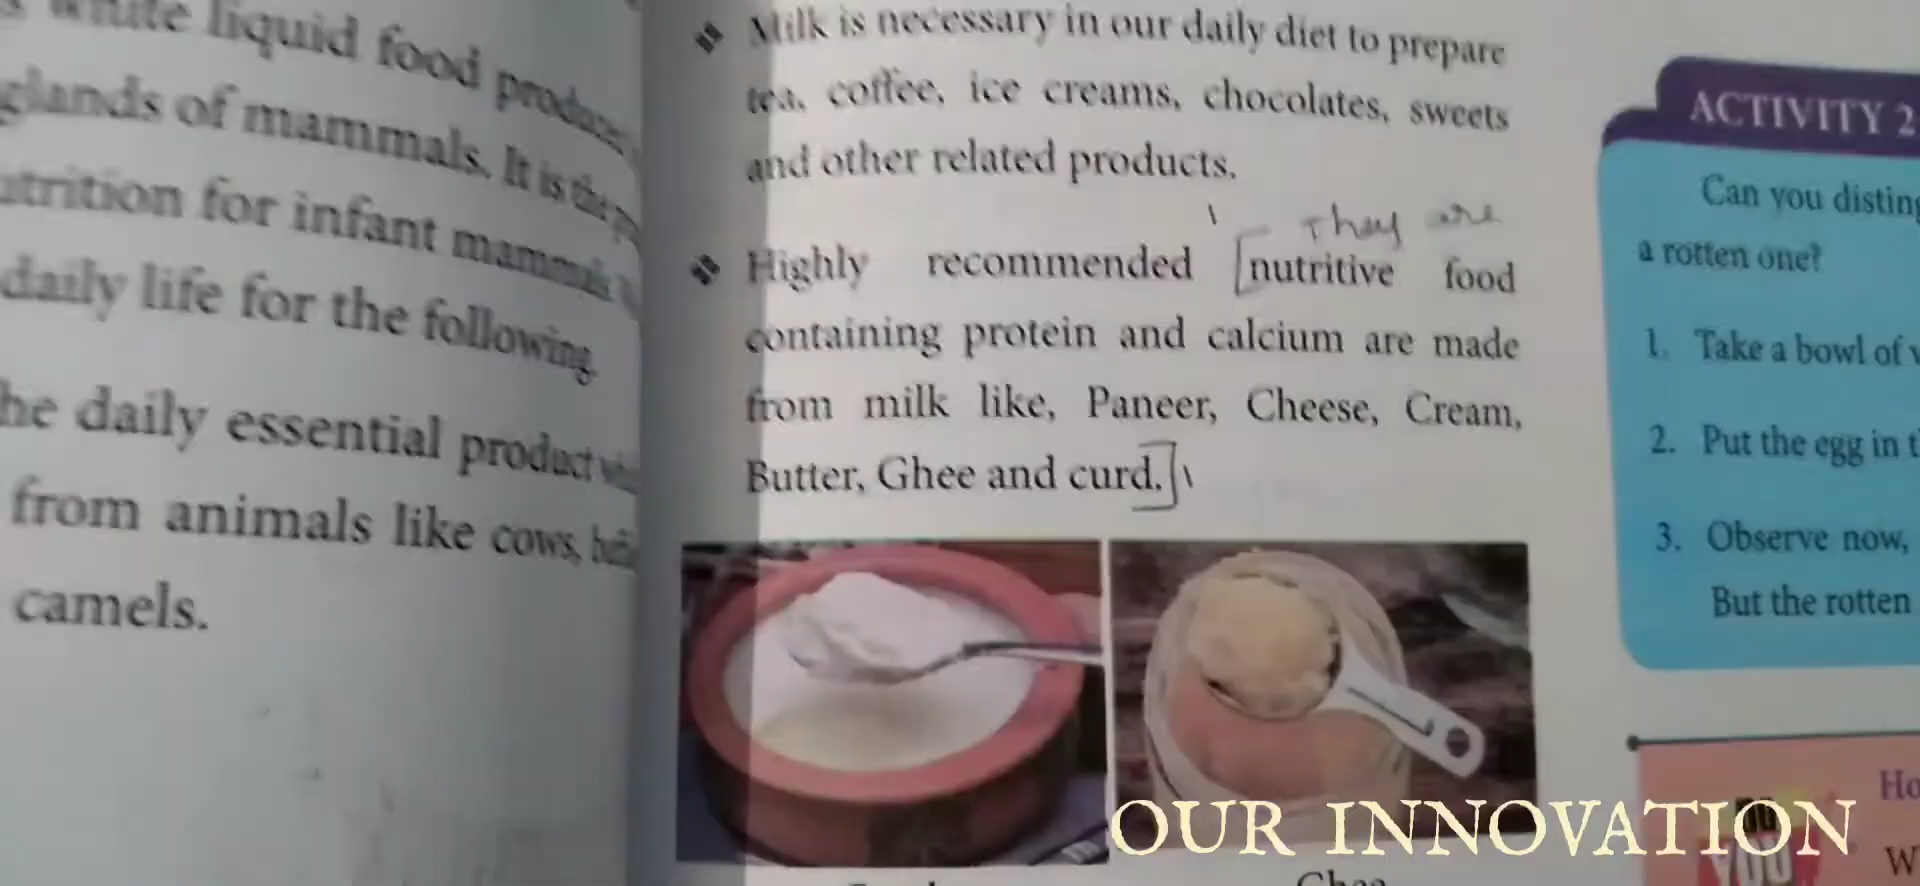 white liquid food
glands of mammals. It is the
nutrition for infant mammals
daily life for the following.
he daily essential product
from animals like cows,
camels.
Milk is necessary in our daily diet to prepare
tea, coffee, ice creams, chocolates, sweets
and other related products.
They are
Highly recommended [nutritive food
containing protein and calcium are made
from milk like, Paneer, Cheese, Cream,
Butter, Ghee and curd.]
ACTIVITY 2
Can you disting
a rotten one?
1. Take a bowl of
2. Put the egg in t
3. Observe now,
But the rotten
Ho
W
Ghee
OUR INNOVATION